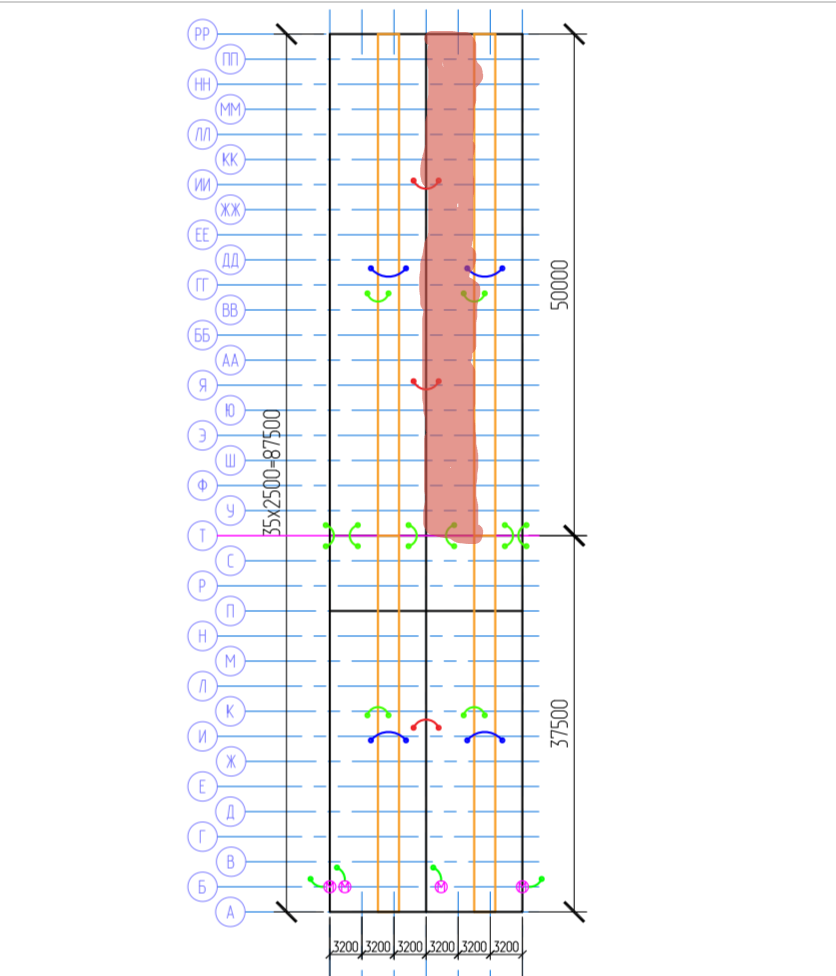 РР
ПП
НН
ММ
ЛЛ
КК
ИИ
ЖЖ
ЕЕ
ДД
ГГ
ВВ
ББ
АА
Я
Ю
Э
Ш
Ф
У
Т
С
Р
П
Н
М
Л
К
И
Ж
Е
Д
Г
В
Б
А
35х2500=87500
50000
37500
М М М М
3200 3200 3200 3200 3200 3200